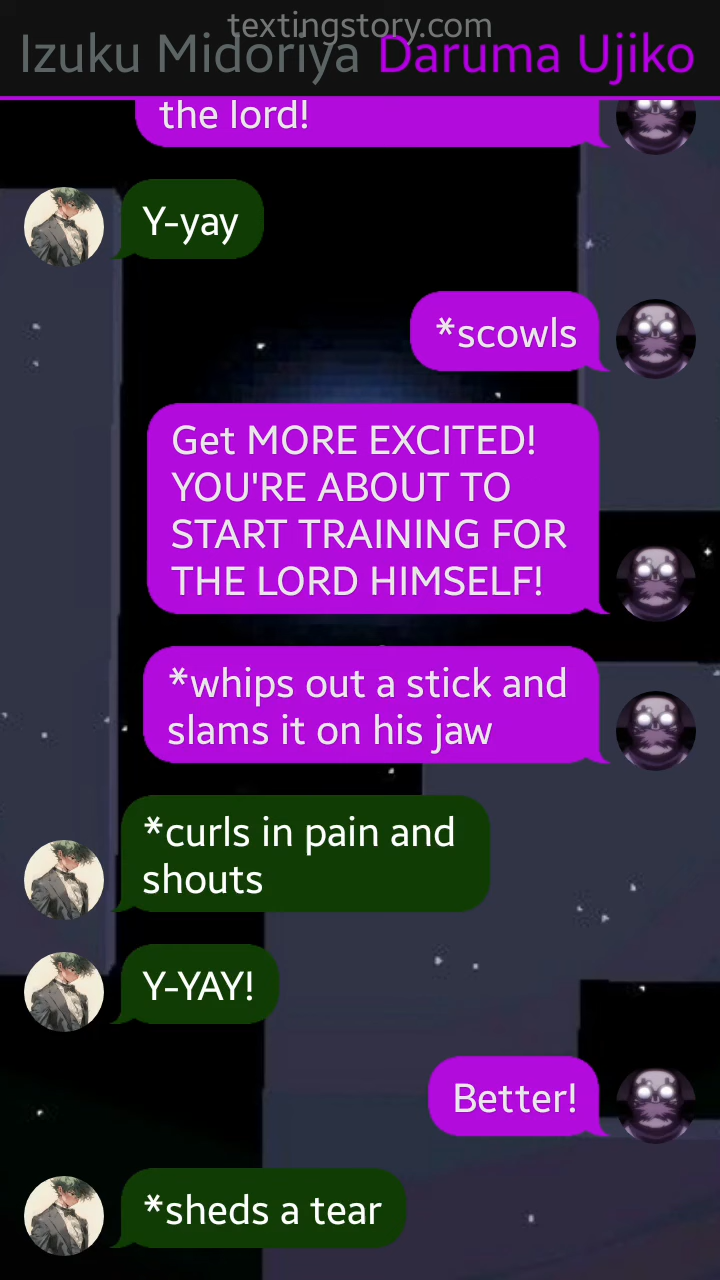 textingstory.com
Izuku Midoriya Daruma Ujiko
the lord!
Y-yay
*scowls
Get MORE EXCITED!
YOU'RE ABOUT TO
START TRAINING FOR
THE LORD HIMSELF!
*whips out a stick and
slams it on his jaw
*curls in pain and
shouts
Y-YAY!
Better!
*sheds a tear